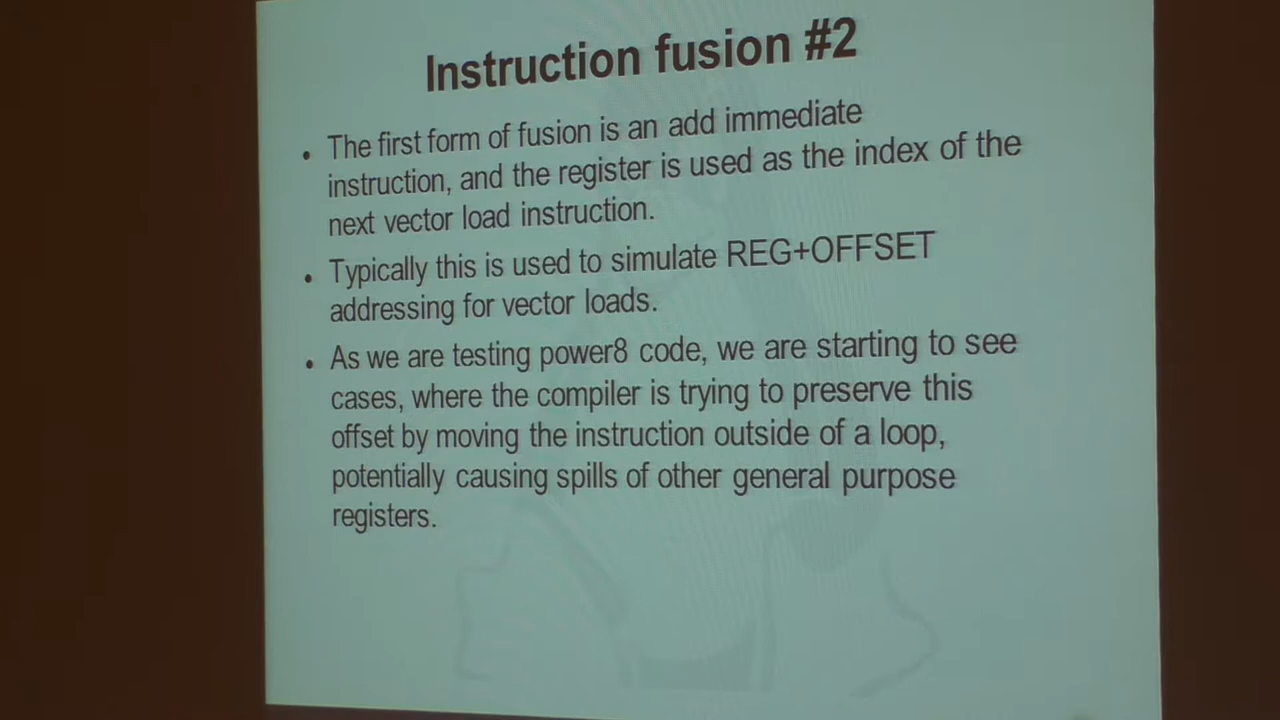 Instruction fusion #2
• The first form of fusion is an add immediate
instruction, and the register is used as the index of the
next vector load instruction.
• Typically this is used to simulate REG+OFFSET
addressing for vector loads.
• As we are testing power8 code, we are starting to see
cases, where the compiler is trying to preserve this
offset by moving the instruction outside of a loop,
potentially causing spills of other general purpose
registers.